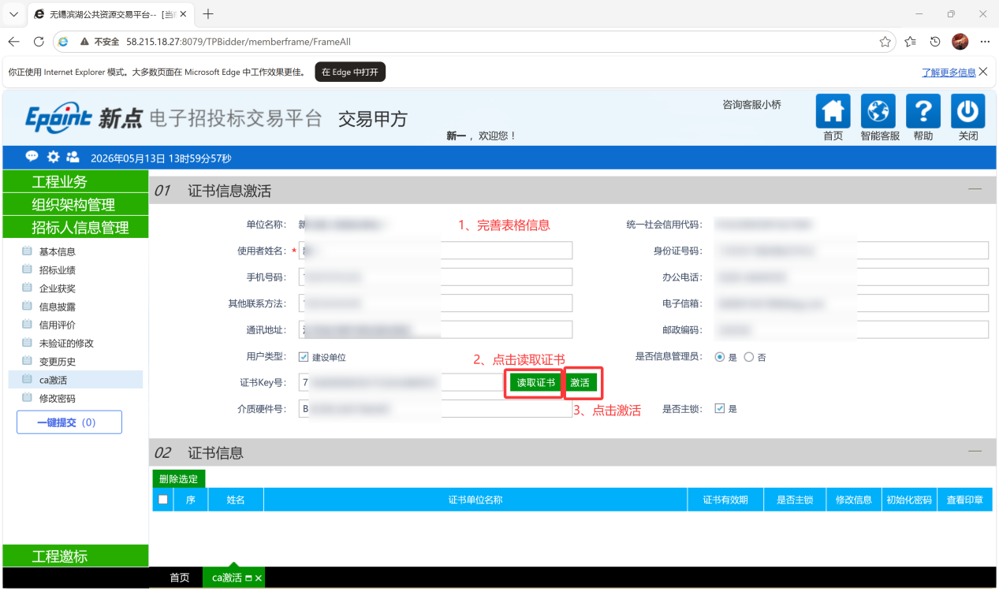 无锡滨湖公共资源交易平台-- [当
不安全 58.215.18.27:8079/TPBidder/memberframe/FrameAll
你正使用 Internet Explorer 模式。大多数页面在 Microsoft Edge 中工作效果更佳。 在 Edge 中打开 了解更多信息
Epoint 新点 电子招投标交易平台 交易甲方
咨询客服小桥
新一 ，欢迎您！
首页 智能客服 帮助 关闭
2026年05月13日 13时59分57秒
工程业务
组织架构管理
招标人信息管理
基本信息
招标业绩
企业获奖
信息披露
信用评价
未验证的修改
变更历史
ca激活
修改密码
一键提交（0）
工程邀标
01 证书信息激活
单位名称： 新
1、完善表格信息
统一社会信用代码：
使用者姓名： *
身份证号码：
手机号码：
办公电话：
其他联系方法：
电子信箱：
通讯地址：
邮政编码：
用户类型： 建设单位
2、点击读取证书
是否信息管理员： 是 否
证书Key号： 7
读取证书 激活
介质硬件号： B
3、点击激活
是否主锁： 是
02 证书信息
删除选定
序 姓名 证书单位名称 证书有效期 是否主锁 修改信息 初始化密码 查看印章
首页 ca激活